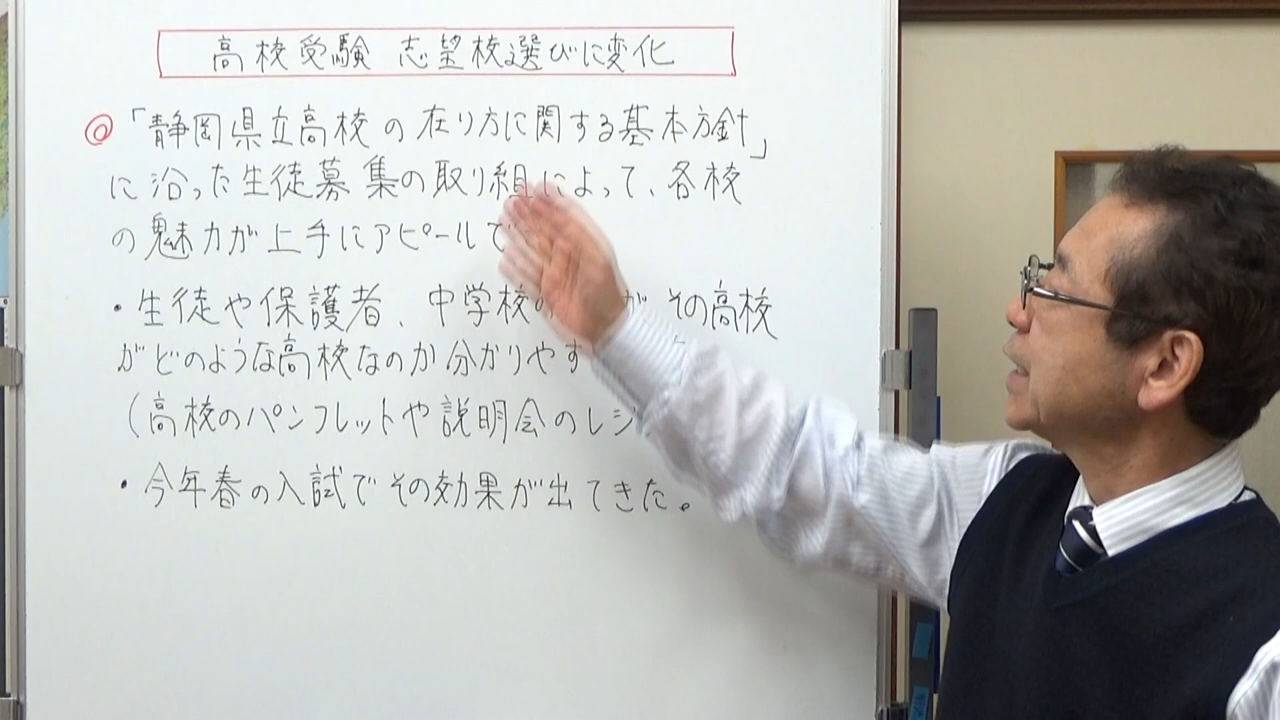 高校受験 志望校選びに変化
◎「静岡県立高校の在り方に関する基本方針」
に沿った生徒募集の取り組によって、各校
の魅力が上手にアピールで
・生徒や保護者、中学校の が その高校
がどのような高校なのか分かりやす
(高校のパンフレットや説明会のレジ
・今年春の入試でその効果が出てきた。